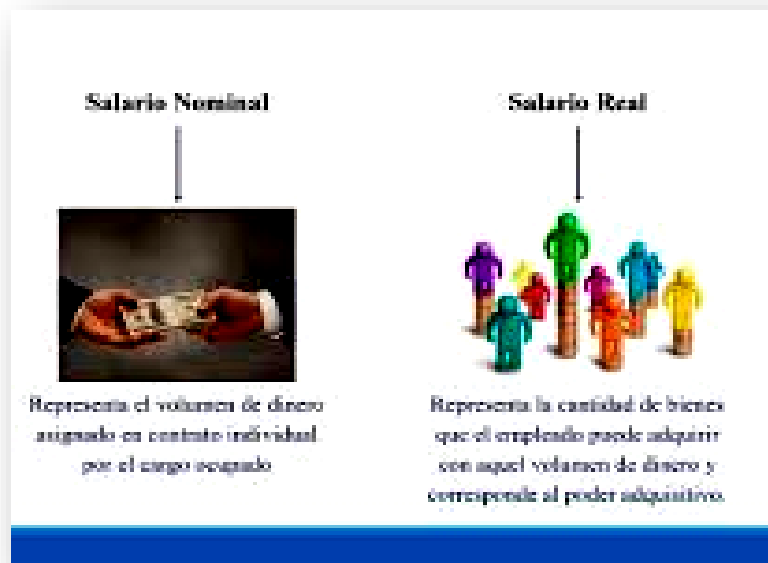 Salario Nominal
Representa el volumen de dinero
asignado en contrato individual
por el cargo ocupado
Salario Real
Representa la cantidad de bienes
que el empleado puede adquirir
con aquel volumen de dinero y
corresponde al poder adquisitivo.